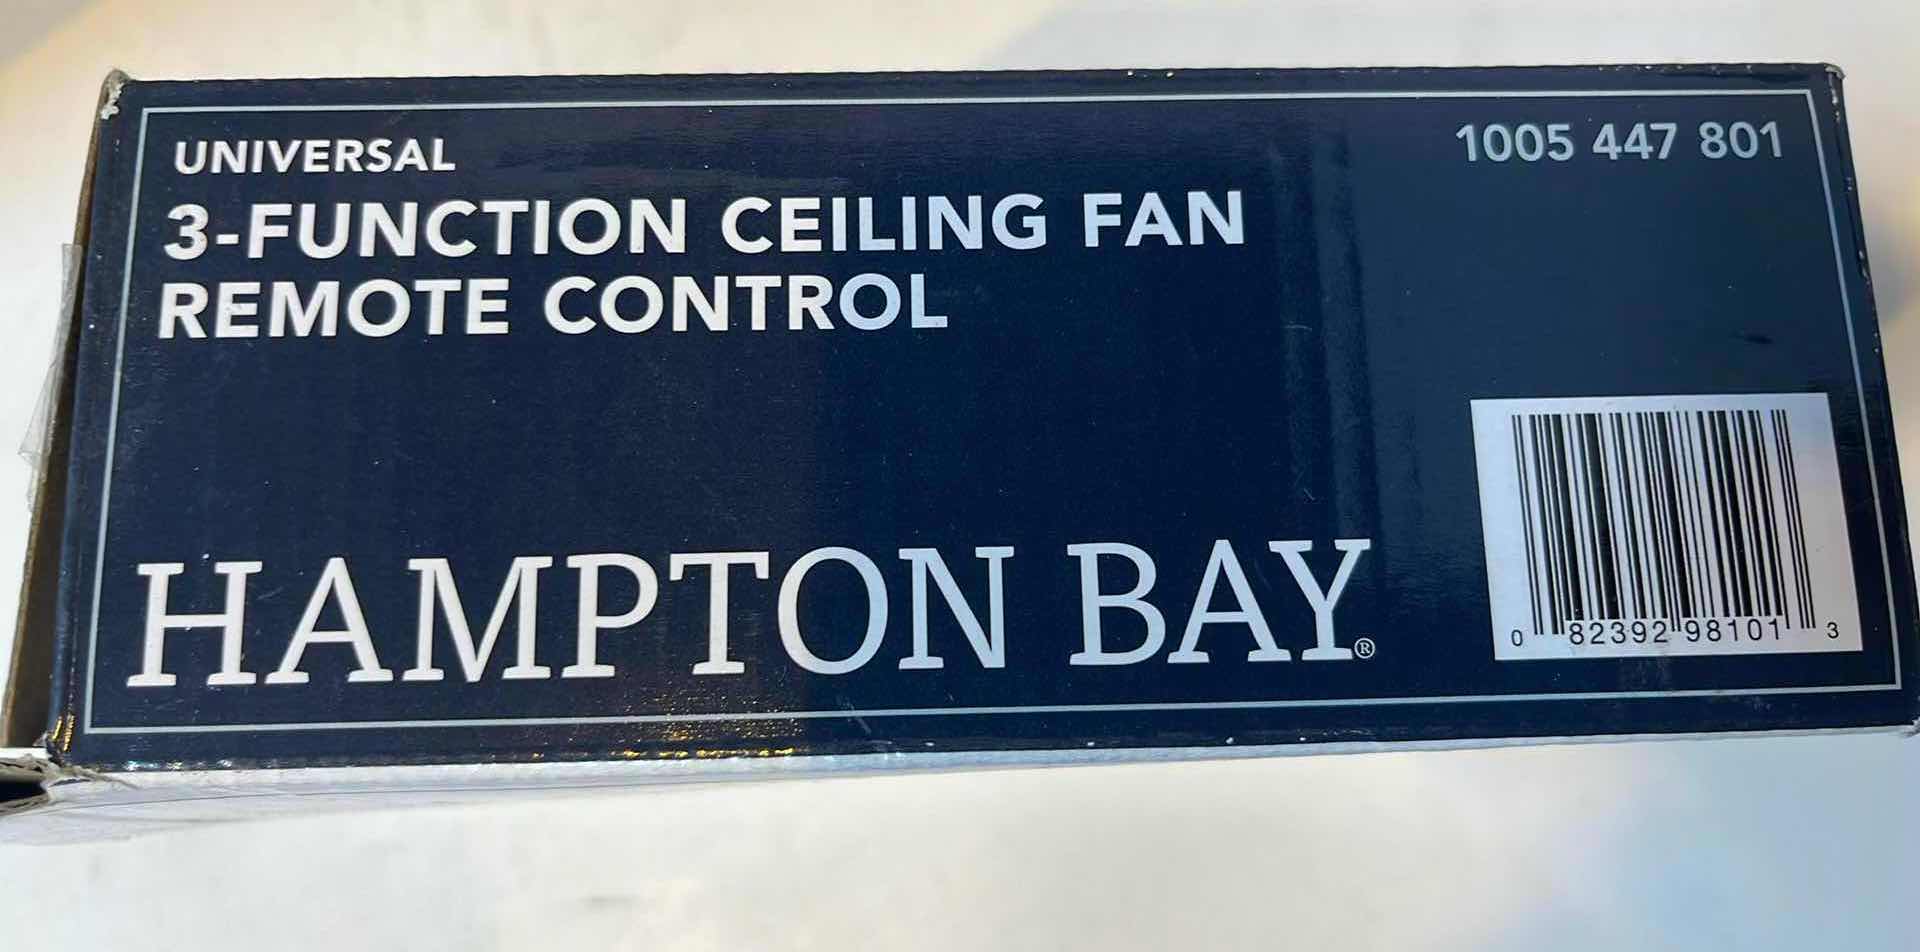 UNIVERSAL
3-FUNCTION CEILING FAN
REMOTE CONTROL
1005 447 801
HAMPTON BAY®
0 82392 98101 3